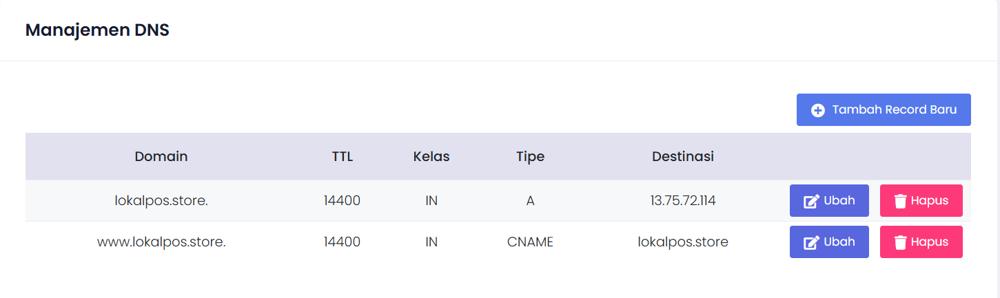 Manajemen DNS
Tambah Record Baru
Domain TTL Kelas Tipe Destinasi
lokalpos.store. 14400 IN A 13.75.72.114 Ubah Hapus
www.lokalpos.store. 14400 IN CNAME lokalpos.store Ubah Hapus